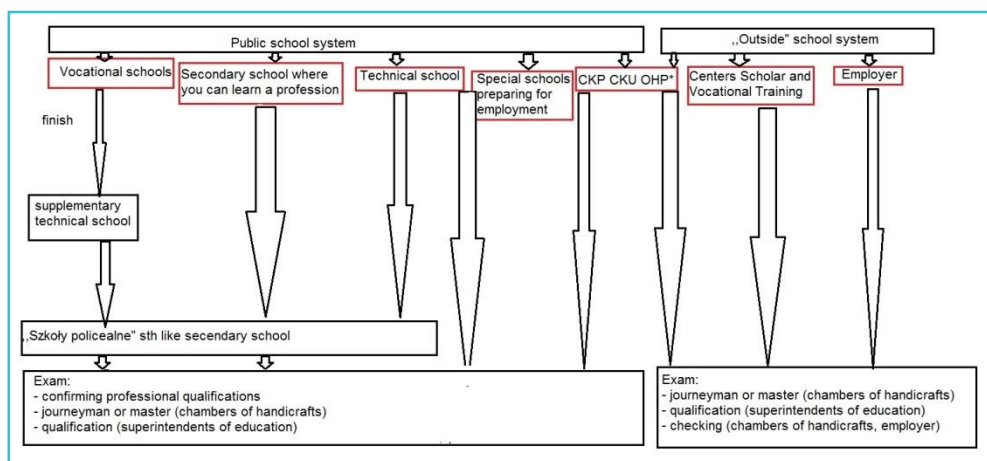 Public school system
,,Outside" school system
Vocational schools
Secondary school where
you can learn a profession
Technical school
Special schools
preparing for
employment
CKP CKU OHP*
Centers Scholar and
Vocational Training
Employer
finish
supplementary
technical school
,,Szkoły policealne" sth like secendary school
Exam:
- confirming professional qualifications
- journeyman or master (chambers of handicrafts)
- qualification (superintendents of education)
Exam:
- journeyman or master (chambers of handicrafts)
- qualification (superintendents of education)
- checking (chambers of handicrafts, employer)